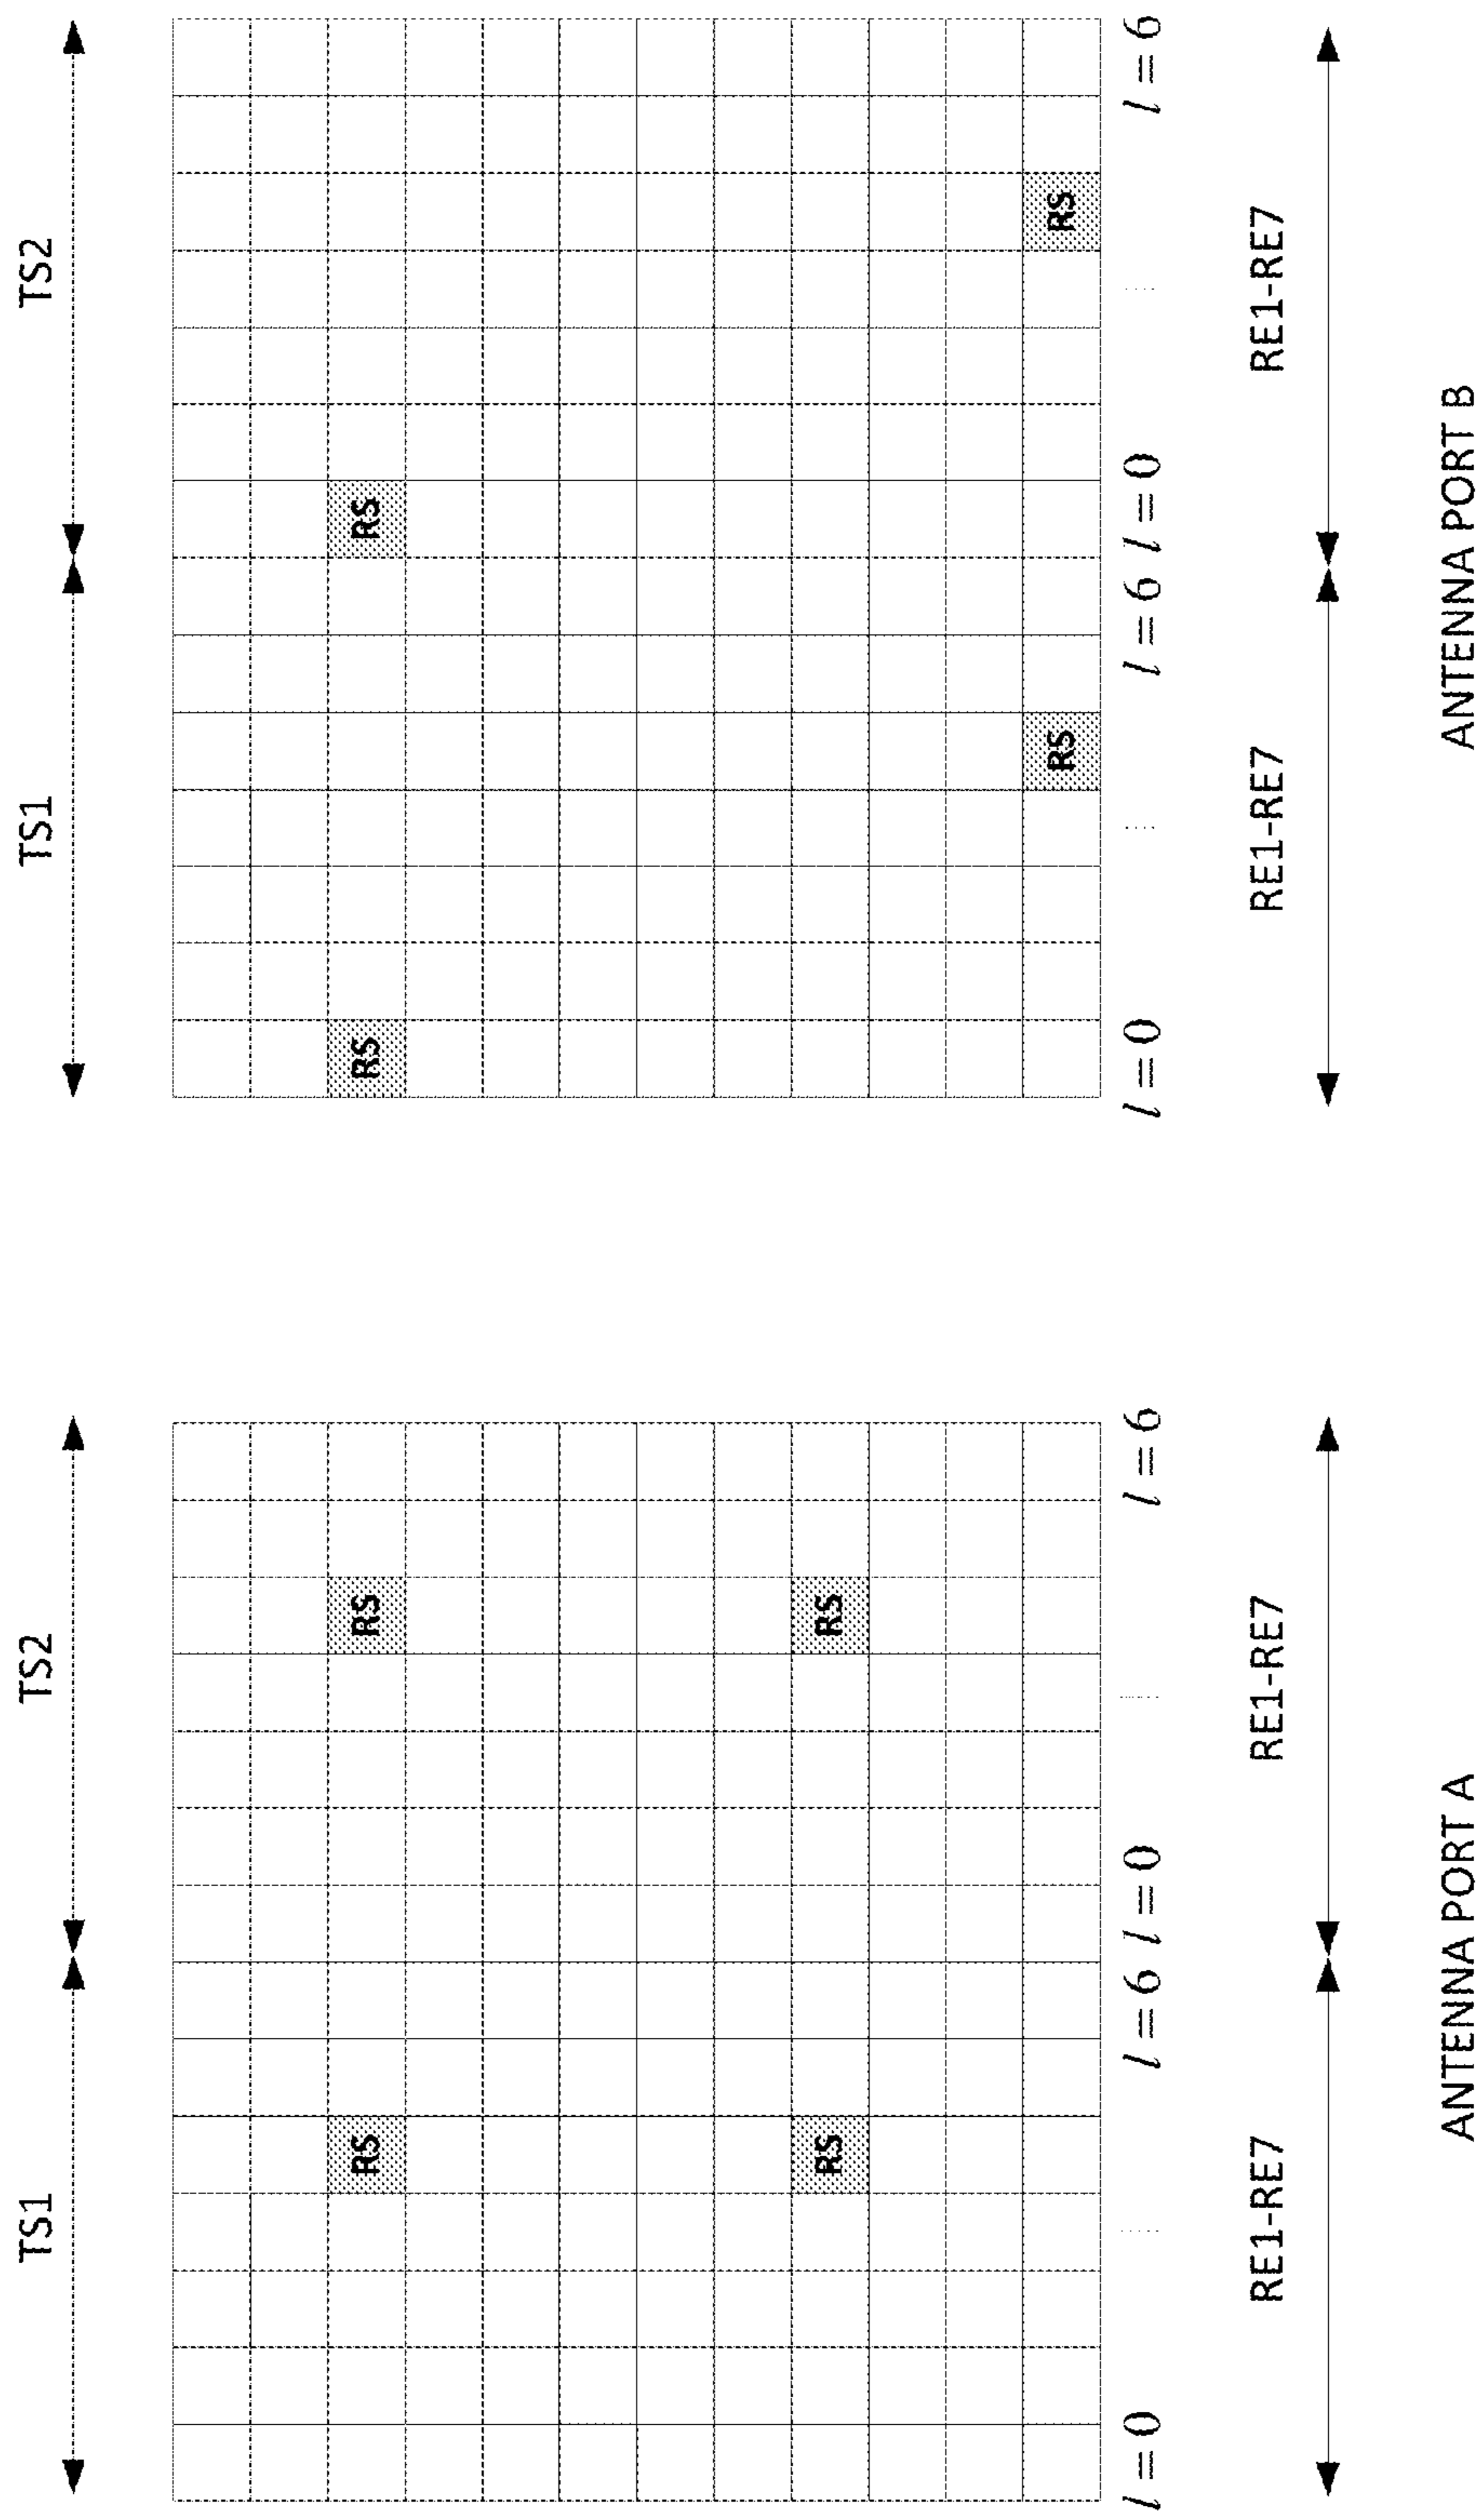 TS1 TS2 TS1 TS2
RS RS RS RS
RS RS
RS RS
l = 0 ... l = 6 l = 0 ... l = 6 l = 0 ... l = 6 l = 0 ... l = 6
RE1-RE7 RE1-RE7 RE1-RE7 RE1-RE7
ANTENNA PORT A ANTENNA PORT B